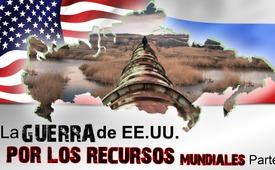 La GUERRA de EE.UU.
POR LOS RECURSOS MUNDIALES Parte